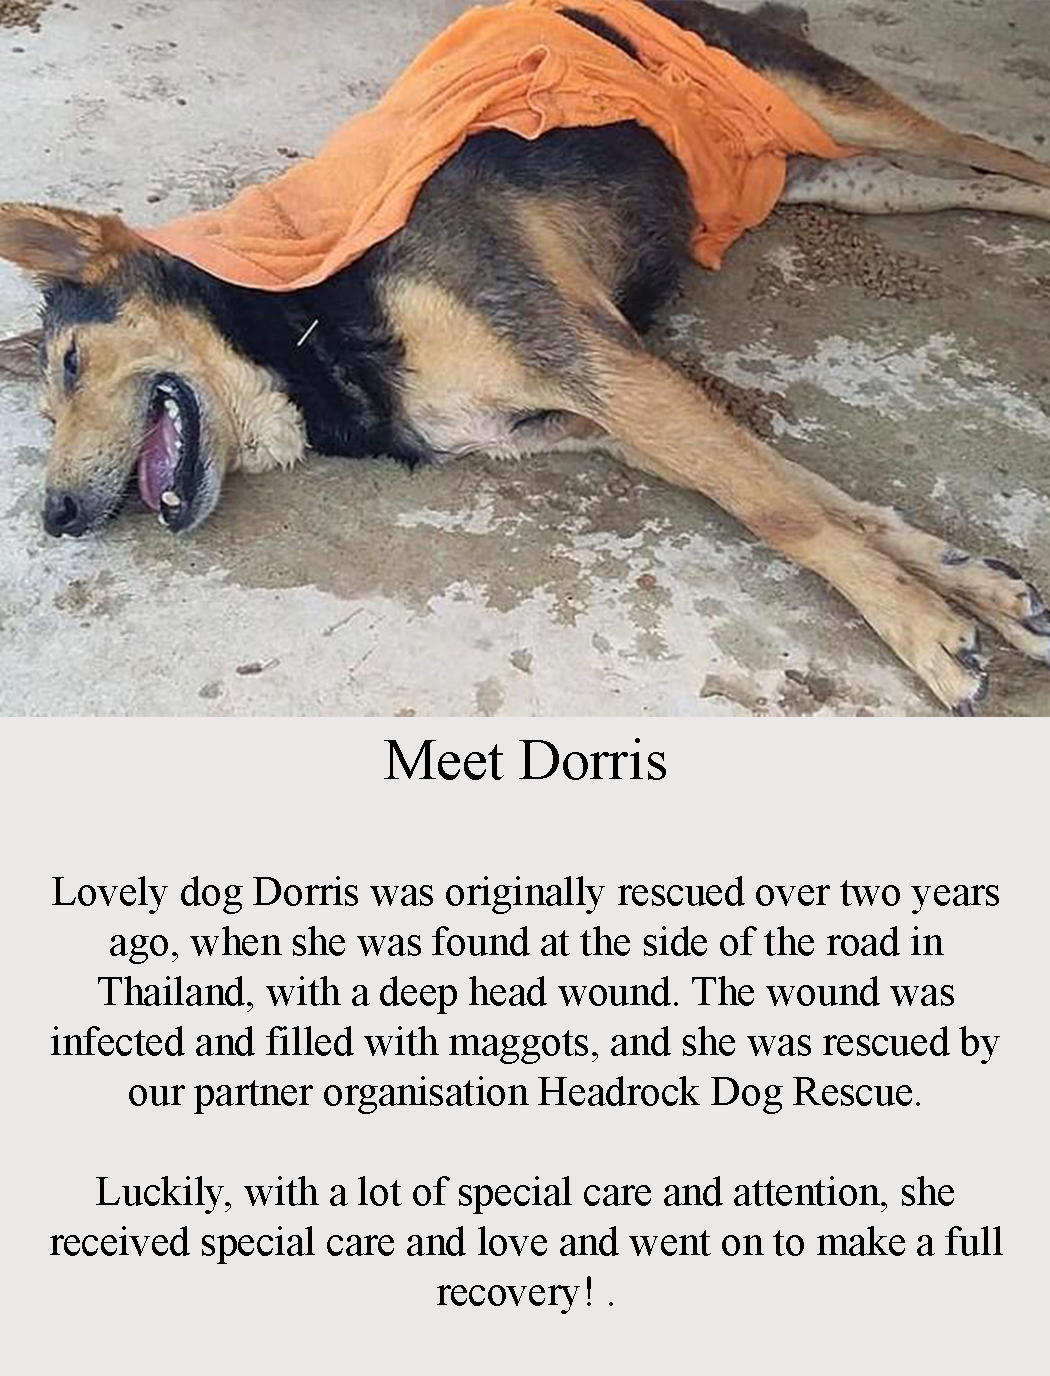 Meet Dorris
Lovely dog Dorris was originally rescued over two years
ago, when she was found at the side of the road in
Thailand, with a deep head wound. The wound was
infected and filled with maggots, and she was rescued by
our partner organisation Headrock Dog Rescue.
Luckily, with a lot of special care and attention, she
received special care and love and went on to make a full
recovery! .